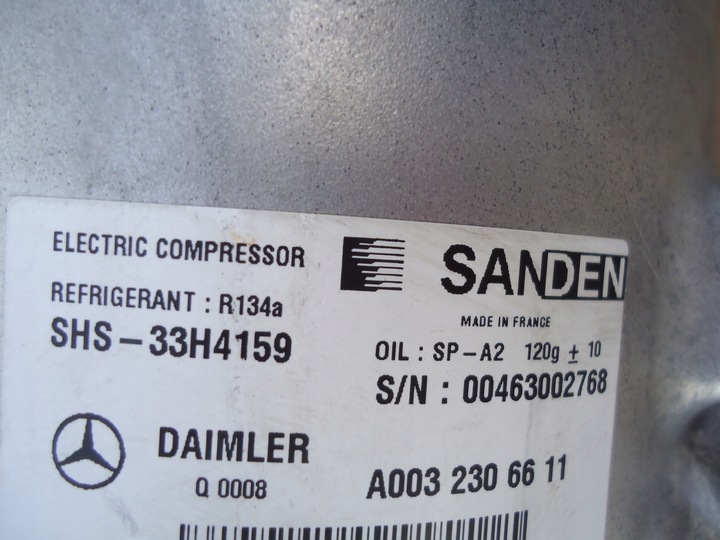 ELECTRIC COMPRESSOR
SANDEN
REFRIGERANT : R134a
MADE IN FRANCE
SHS-33H4159
OIL : SP-A2 120g ± 10
S/N : 00463002768
DAIMLER
Q 0008
A003 230 66 11